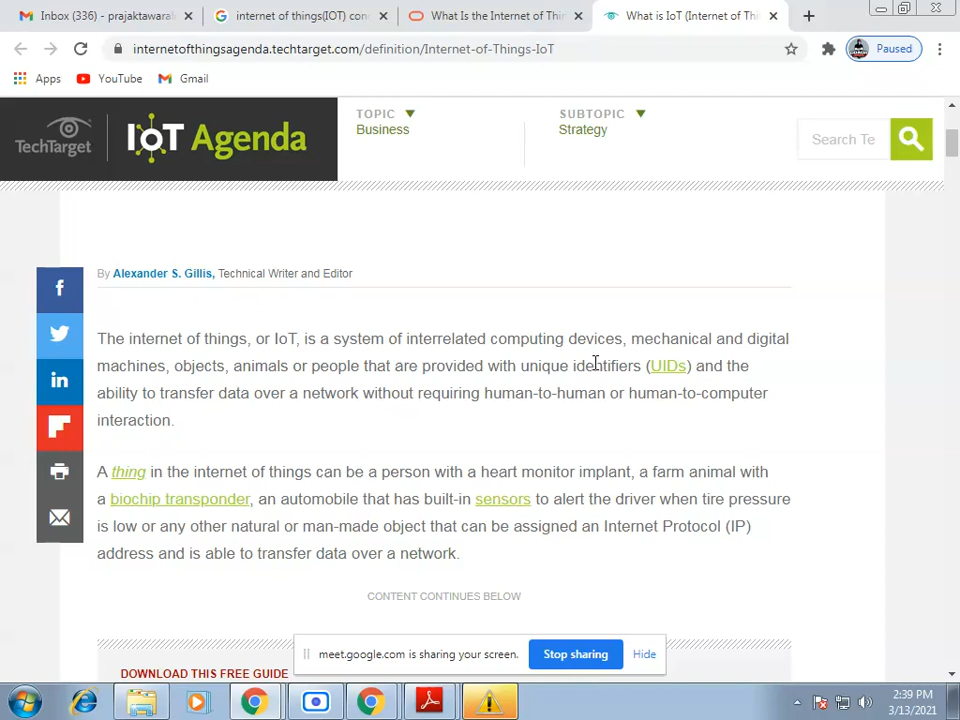 Inbox (336) - prajaktawaral
internet of things(IOT) con
What Is the Internet of Thin
What is IoT (Internet of Thi
internetofthingsagenda.techtarget.com/definition/Internet-of-Things-IoT
Paused
Apps
YouTube
Gmail
TechTarget
IoT Agenda
TOPIC
Business
SUBTOPIC
Strategy
Search Te
By Alexander S. Gillis, Technical Writer and Editor
The internet of things, or IoT, is a system of interrelated computing devices, mechanical and digital
machines, objects, animals or people that are provided with unique identifiers (UIDs) and the
ability to transfer data over a network without requiring human-to-human or human-to-computer
interaction.
A thing in the internet of things can be a person with a heart monitor implant, a farm animal with
a biochip transponder, an automobile that has built-in sensors to alert the driver when tire pressure
is low or any other natural or man-made object that can be assigned an Internet Protocol (IP)
address and is able to transfer data over a network.
CONTENT CONTINUES BELOW
DOWNLOAD THIS FREE GUIDE
meet.google.com is sharing your screen.
Stop sharing
Hide
2:39 PM
3/13/2021